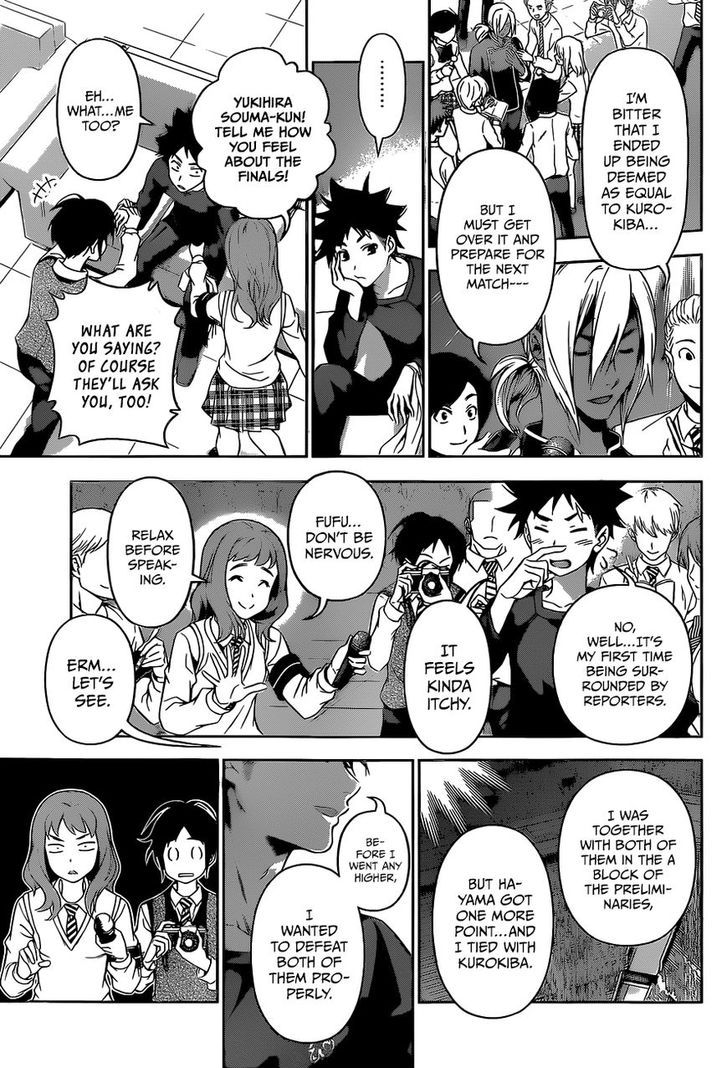 I'M
BITTER
THAT I
ENDED
UP BEING
DEEMED
AS EQUAL
TO KURO-
KIBA...
BUT I
MUST GET
OVER IT AND
PREPARE FOR
THE NEXT
MATCH---
........
YUKIHIRA
SOUMA-KUN!
TELL ME HOW
YOU FEEL
ABOUT THE
FINALS!
EH...
WHAT...ME
TOO?
WHAT ARE
YOU SAYING?
OF COURSE
THEY'LL ASK
YOU, TOO!
NO,
WELL...IT'S
MY FIRST TIME
BEING SUR-
ROUNDED BY
REPORTERS.
IT
FEELS
KINDA
ITCHY.
FUFU...
DON'T BE
NERVOUS.
RELAX
BEFORE
SPEAK-
ING.
ERM...
LET'S
SEE.
I WAS
TOGETHER
WITH BOTH OF
THEM IN THE A
BLOCK OF
THE PRELIMI-
NARIES,
BUT HA-
YAMA GOT
ONE MORE
POINT...AND
I TIED WITH
KUROKIBA.
BE-
FORE I
WENT ANY
HIGHER,
I
WANTED
TO DEFEAT
BOTH OF
THEM PRO-
PERLY.